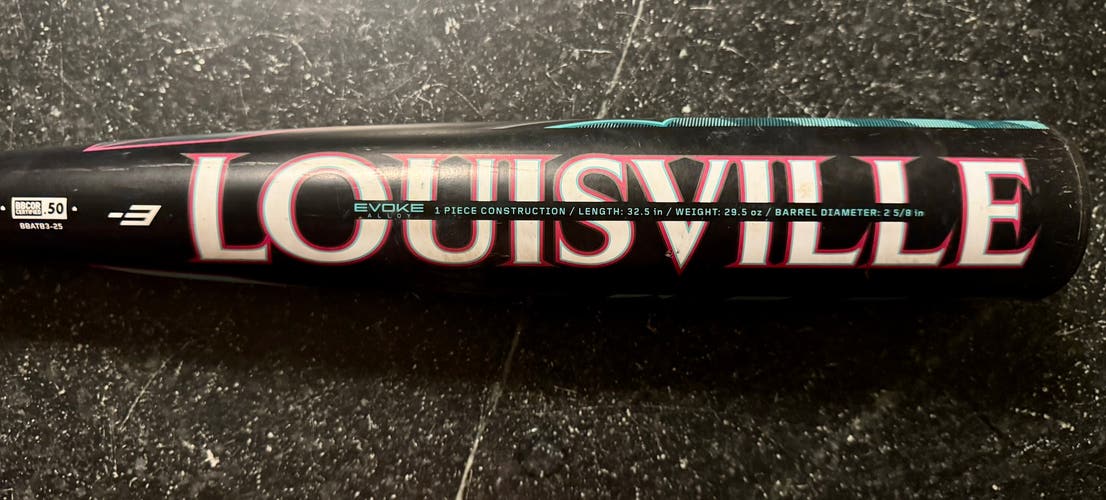 BBCOR
CERTIFIED .50
BBATB3-25
-3
LOUISVILLE
EVOKE
ALLOY
1 PIECE CONSTRUCTION / LENGTH: 32.5 in / WEIGHT: 29.5 oz / BARREL DIAMETER: 2 5/8 in